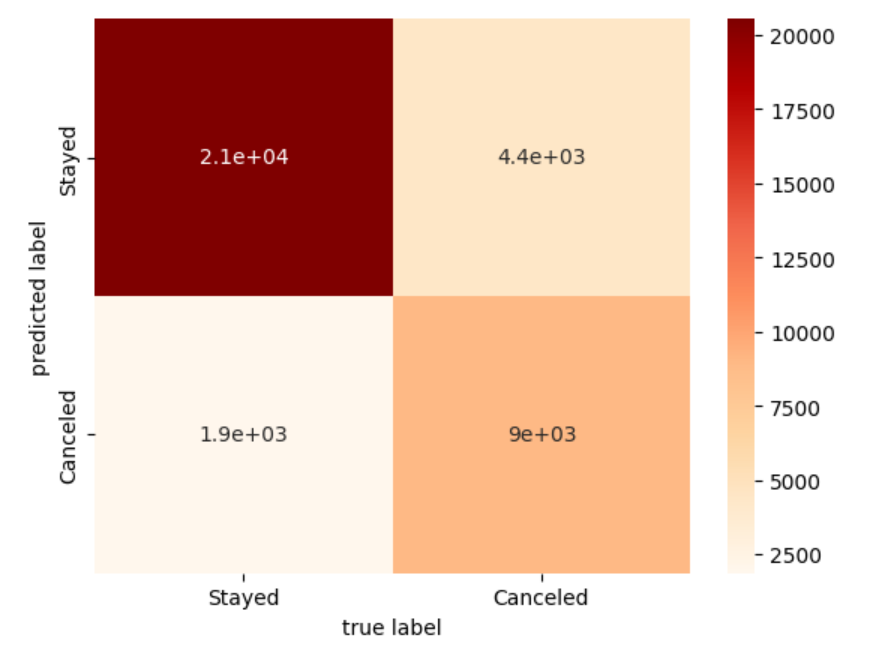 20000
17500
15000
12500
10000
7500
5000
2500
Stayed
2.1e+04
4.4e+03
predicted label
Canceled
1.9e+03
9e+03
Stayed
Canceled
true label